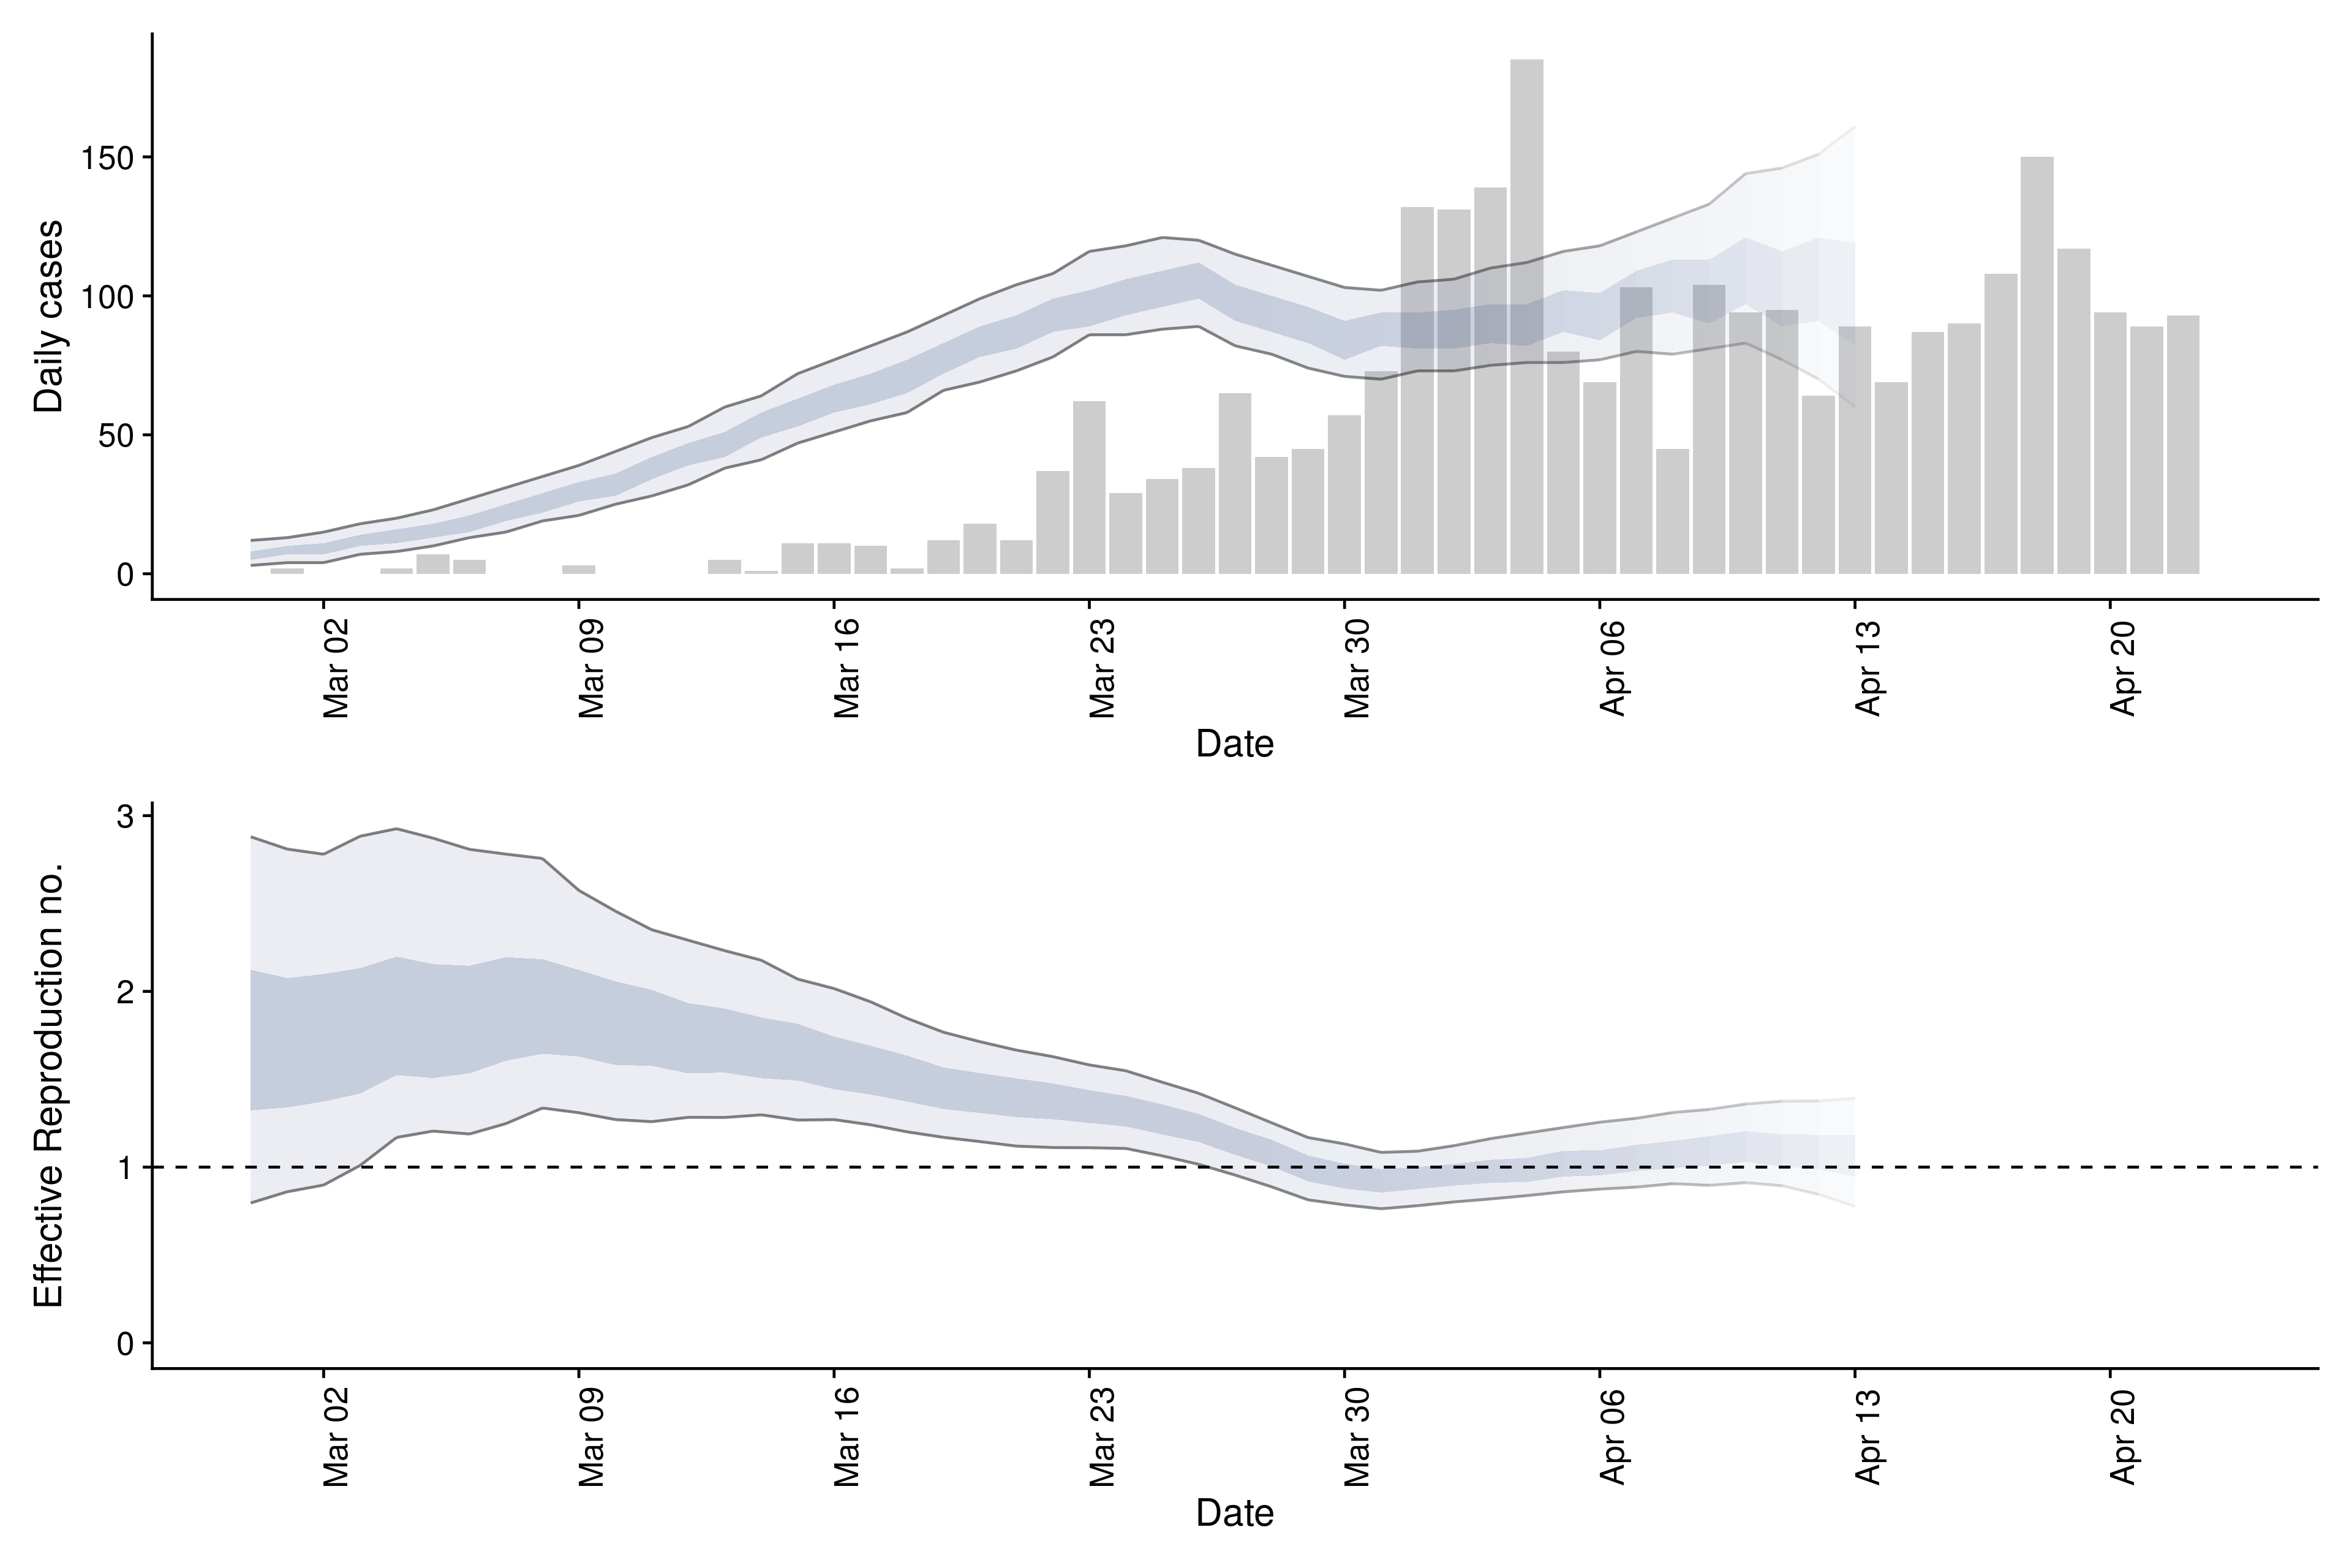 Daily cases
150
100
50
0
Mar 02
Mar 09
Mar 16
Mar 23
Mar 30
Apr 06
Apr 13
Apr 20
Date
Effective Reproduction no.
3
2
1
0
Mar 02
Mar 09
Mar 16
Mar 23
Mar 30
Apr 06
Apr 13
Apr 20
Date